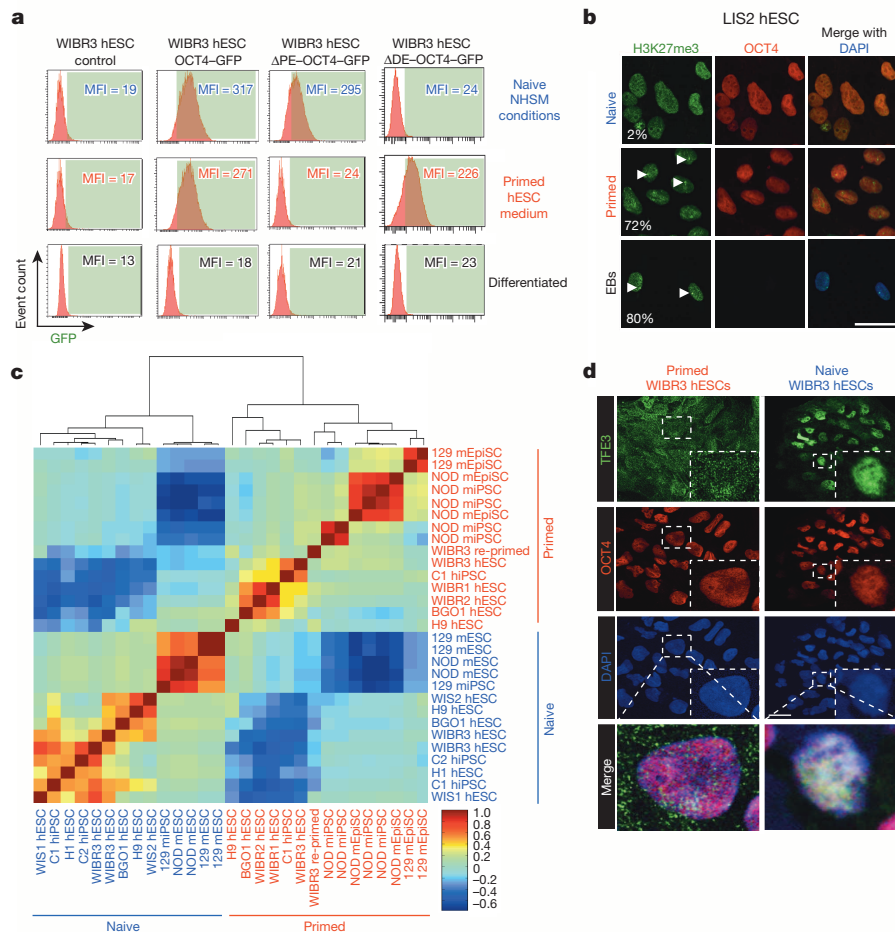 a
WIBR3 hESC control
WIBR3 hESC OCT4–GFP
WIBR3 hESC ΔPE–OCT4–GFP
WIBR3 hESC ΔDE–OCT4–GFP
MFI = 19
MFI = 317
MFI = 295
MFI = 24
Naive NHSM conditions
MFI = 17
MFI = 271
MFI = 24
MFI = 226
Primed hESC medium
MFI = 13
MFI = 18
MFI = 21
MFI = 23
Differentiated
Event count
GFP
b
LIS2 hESC
H3K27me3
OCT4
Merge with DAPI
Naive
2%
Primed
72%
EBs
80%
c
129 mEpiSC
129 mEpiSC
NOD mEpiSC
NOD miPSC
NOD miPSC
NOD mEpiSC
NOD miPSC
NOD miPSC
WIBR3 re-primed
WIBR3 hESC
C1 hiPSC
WIBR1 hESC
WIBR2 hESC
BGO1 hESC
H9 hESC
129 mESC
129 mESC
NOD mESC
NOD mESC
129 miPSC
WIS2 hESC
H9 hESC
BGO1 hESC
WIBR3 hESC
WIBR3 hESC
C2 hiPSC
H1 hESC
C1 hiPSC
WIS1 hESC
Primed
Naive
WIS1 hESC
C1 hiPSC
H1 hESC
C2 hiPSC
WIBR3 hESC
WIBR3 hESC
BGO1 hESC
H9 hESC
WIS2 hESC
129 miPSC
NOD mESC
NOD mESC
129 mESC
129 mESC
H9 hESC
BGO1 hESC
WIBR2 hESC
WIBR1 hESC
C1 hiPSC
WIBR3 hESC
WIBR3 re-primed
NOD miPSC
NOD miPSC
NOD mEpiSC
NOD miPSC
NOD miPSC
NOD mEpiSC
129 mEpiSC
129 mEpiSC
Naive
Primed
1.0
0.8
0.6
0.4
0.2
0
–0.2
–0.4
–0.6
d
Primed WIBR3 hESCs
Naive WIBR3 hESCs
TFE3
OCT4
DAPI
Merge